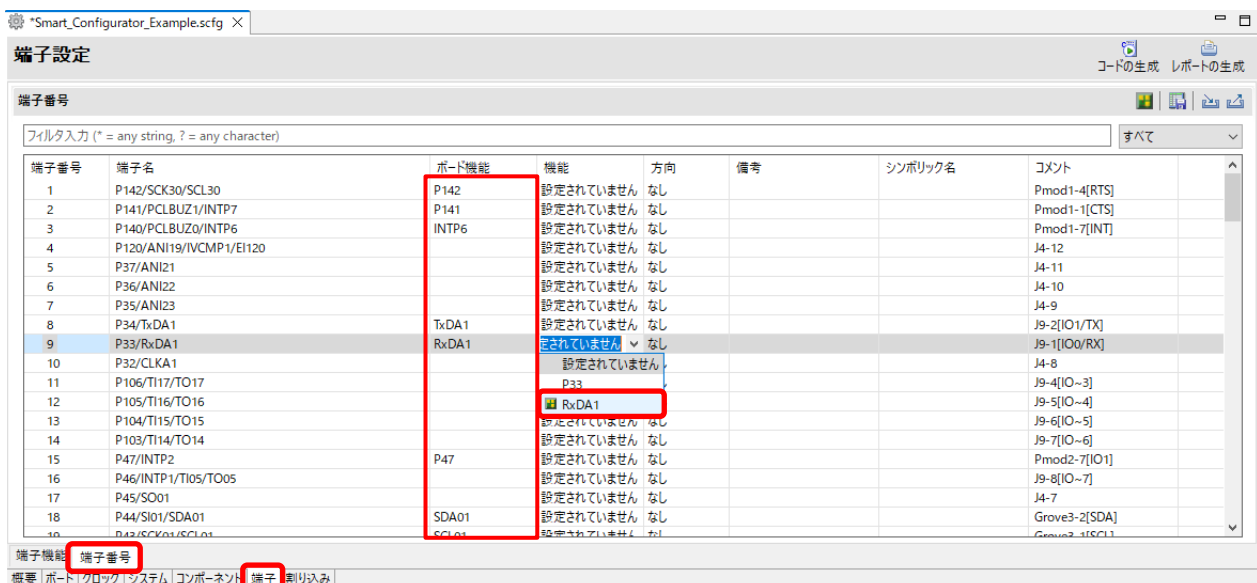 *Smart_Configurator_Example.scfg
端子設定
コードの生成 レポートの生成
端子番号
フィルタ入力 (* = any string, ? = any character)
すべて
端子番号 端子名 ボード機能 機能 方向 備考 シンボリック名 コメント
1 P142/SCK30/SCL30 P142 設定されていません なし Pmod1-4[RTS]
2 P141/PCLBUZ1/INTP7 P141 設定されていません なし Pmod1-1[CTS]
3 P140/PCLBUZ0/INTP6 INTP6 設定されていません なし Pmod1-7[INT]
4 P120/ANI19/IVCMP1/EI120 設定されていません なし J4-12
5 P37/ANI21 設定されていません なし J4-11
6 P36/ANI22 設定されていません なし J4-10
7 P35/ANI23 設定されていません なし J4-9
8 P34/TxDA1 TxDA1 設定されていません なし J9-2[IO1/TX]
9 P33/RxDA1 RxDA1 定されていません なし J9-1[IO0/RX]
10 P32/CLKA1 設定されていません J4-8
11 P106/TI17/TO17 P33 J9-4[IO~3]
12 P105/TI16/TO16 RxDA1 J9-5[IO~4]
13 P104/TI15/TO15 設定されていません なし J9-6[IO~5]
14 P103/TI14/TO14 設定されていません なし J9-7[IO~6]
15 P47/INTP2 P47 設定されていません なし Pmod2-7[IO1]
16 P46/INTP1/TI05/TO05 設定されていません なし J9-8[IO~7]
17 P45/SO01 設定されていません なし J4-7
18 P44/SI01/SDA01 SDA01 設定されていません なし Grove3-2[SDA]
19 P43/SCK01/SCL01 SCL01 設定されていません なし Grove3-1[SCL]
端子機能 端子番号
概要 ボード クロック システム コンポーネント 端子 割り込み